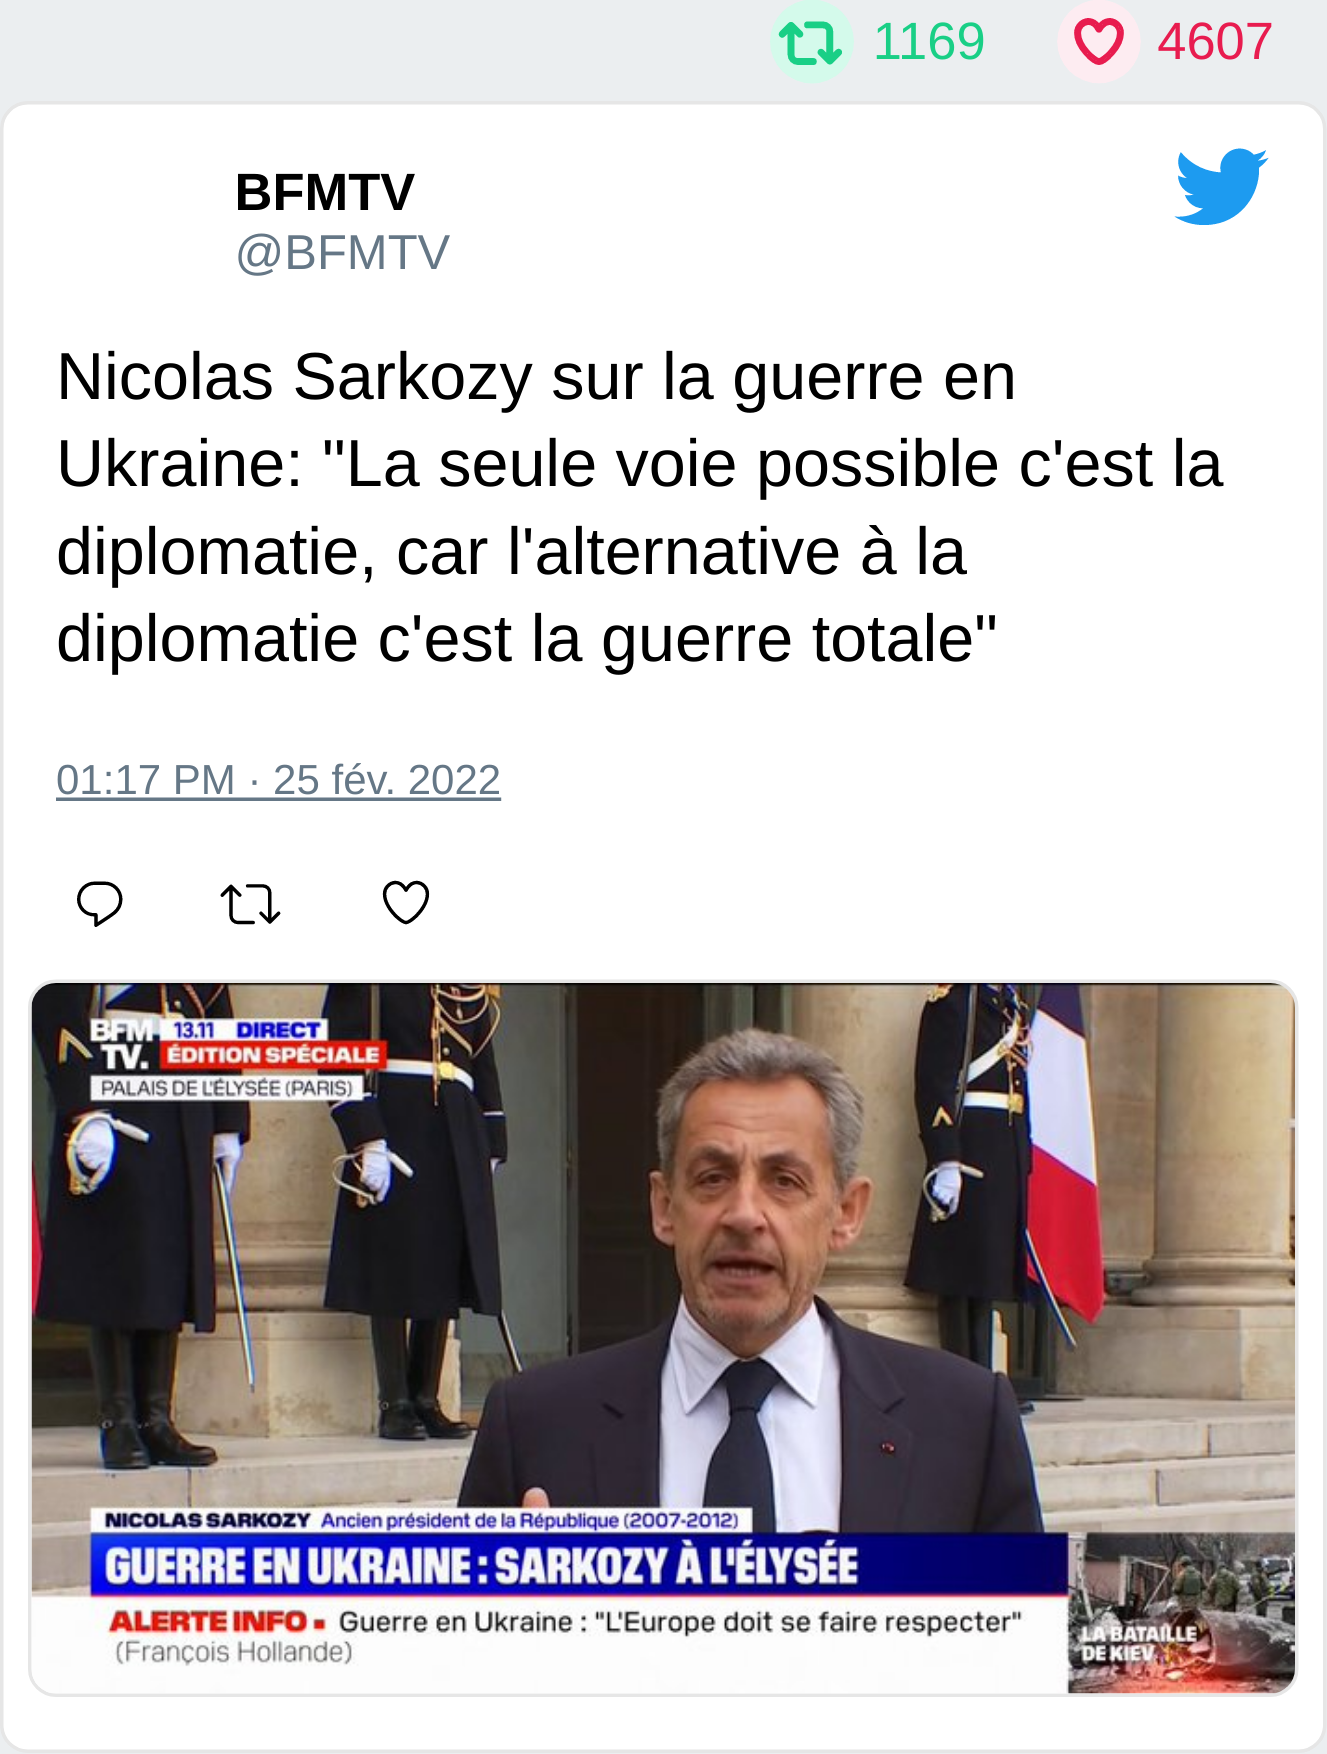 1169 4607
BFMTV
@BFMTV
Nicolas Sarkozy sur la guerre en
Ukraine: "La seule voie possible c'est la
diplomatie, car l'alternative à la
diplomatie c'est la guerre totale"
01:17 PM · 25 fév. 2022
BFM 13.11 DIRECT
TV. ÉDITION SPÉCIALE
PALAIS DE L'ÉLYSÉE (PARIS)
NICOLAS SARKOZY Ancien président de la République (2007-2012)
GUERRE EN UKRAINE : SARKOZY À L'ÉLYSÉE
ALERTE INFO ▪ Guerre en Ukraine : "L'Europe doit se faire respecter"
(François Hollande)
LA BATAILLE
DE KIEV